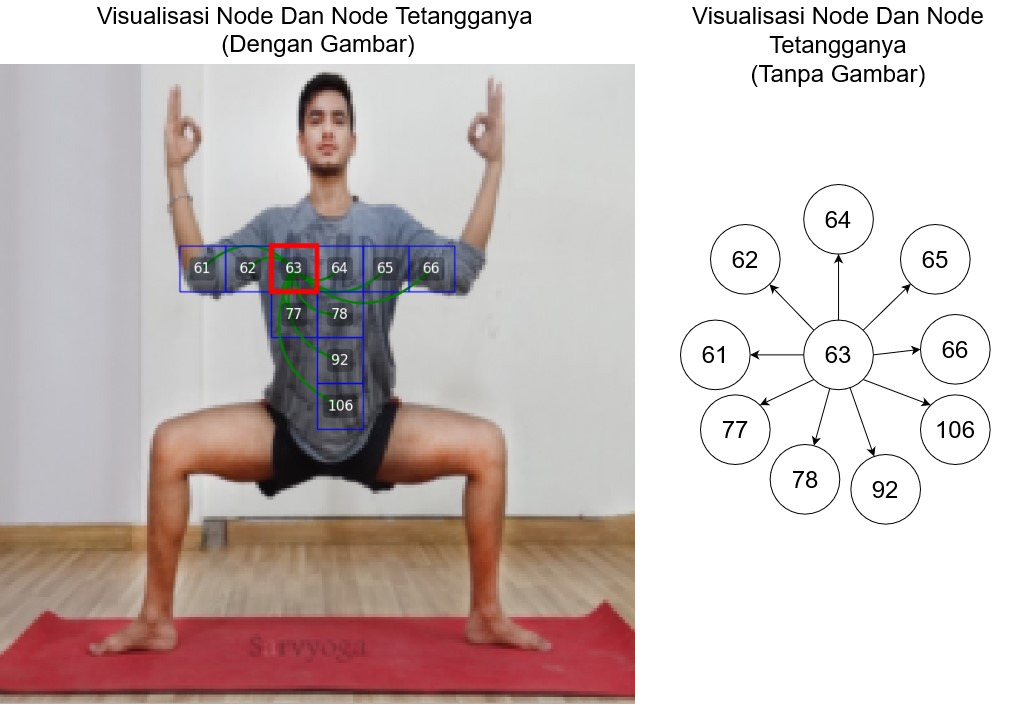 Visualisasi Node Dan Node Tetangganya
(Dengan Gambar)
61 62 63 64 65 66
77 78
92
106
Sarvyoga
Visualisasi Node Dan Node
Tetangganya
(Tanpa Gambar)
64
62
65
61
63
66
77
106
78
92